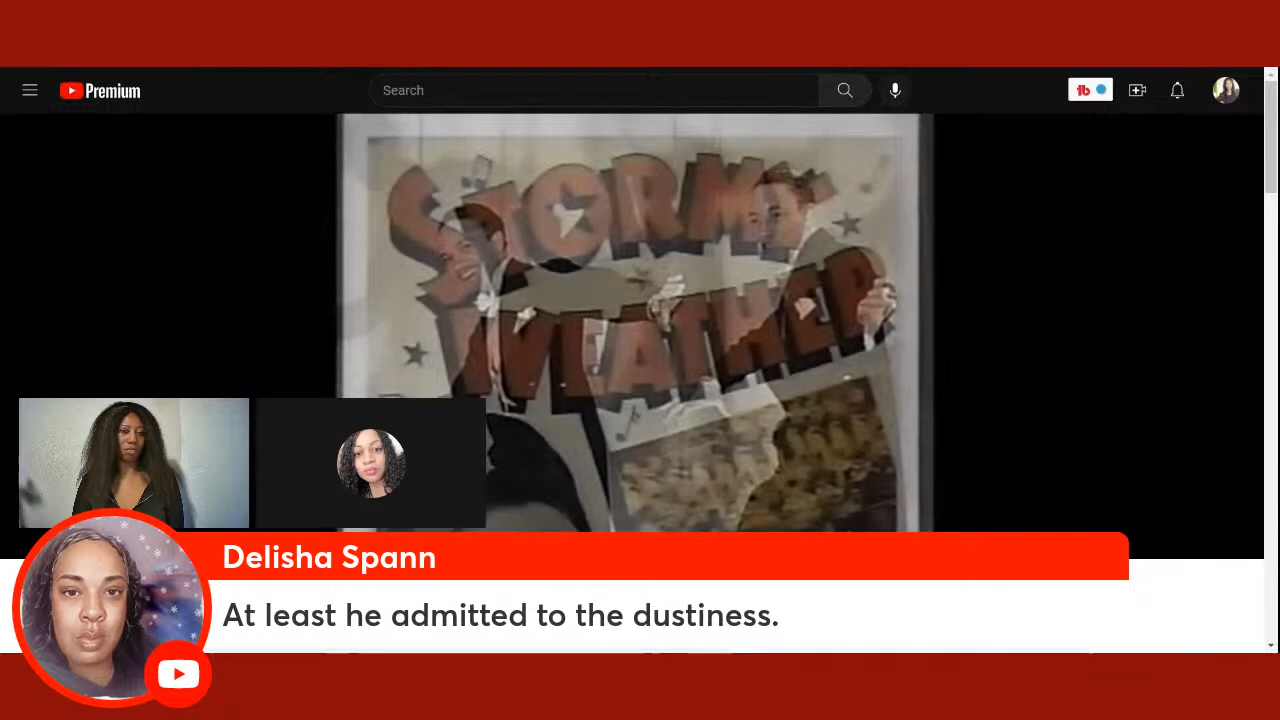 Premium
Search
STORMY
WEATHER
Delisha Spann
At least he admitted to the dustiness.